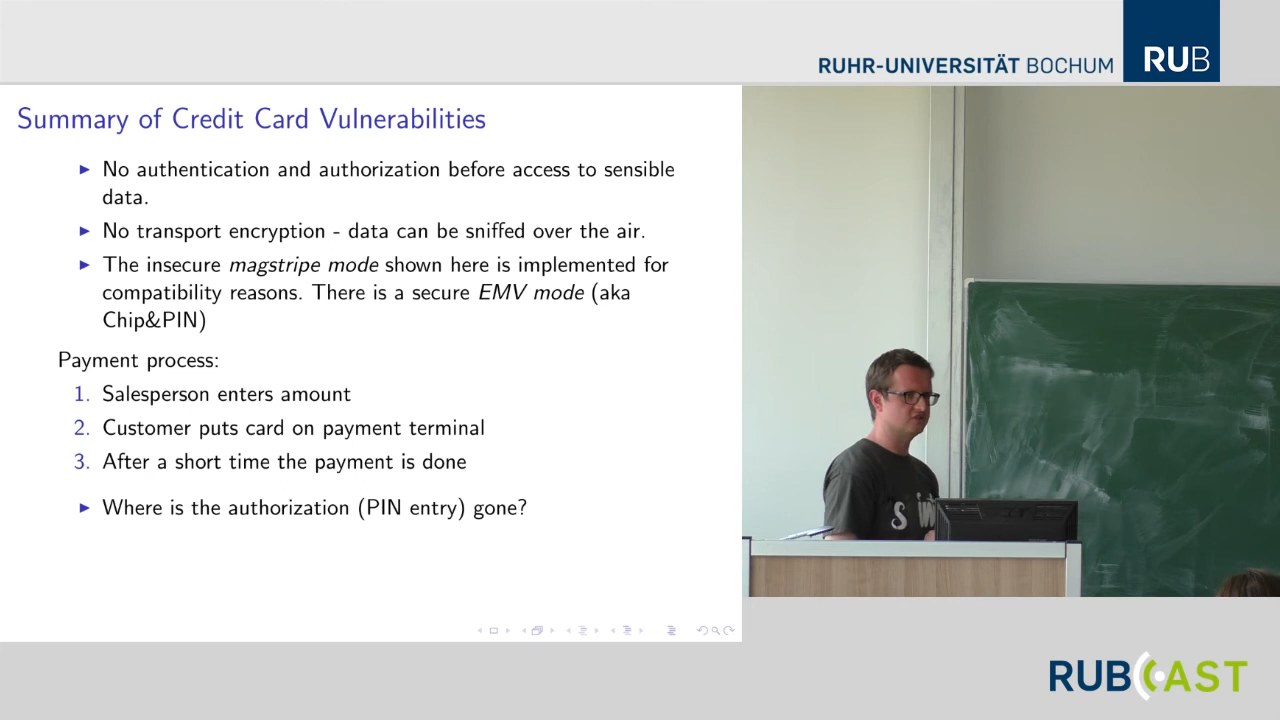 RUHR-UNIVERSITÄT BOCHUM
RUB
Summary of Credit Card Vulnerabilities
▶ No authentication and authorization before access to sensible
data.
▶ No transport encryption - data can be sniffed over the air.
▶ The insecure magstripe mode shown here is implemented for
compatibility reasons. There is a secure EMV mode (aka
Chip&PIN)
Payment process:
1. Salesperson enters amount
2. Customer puts card on payment terminal
3. After a short time the payment is done
▶ Where is the authorization (PIN entry) gone?
RUBCAST